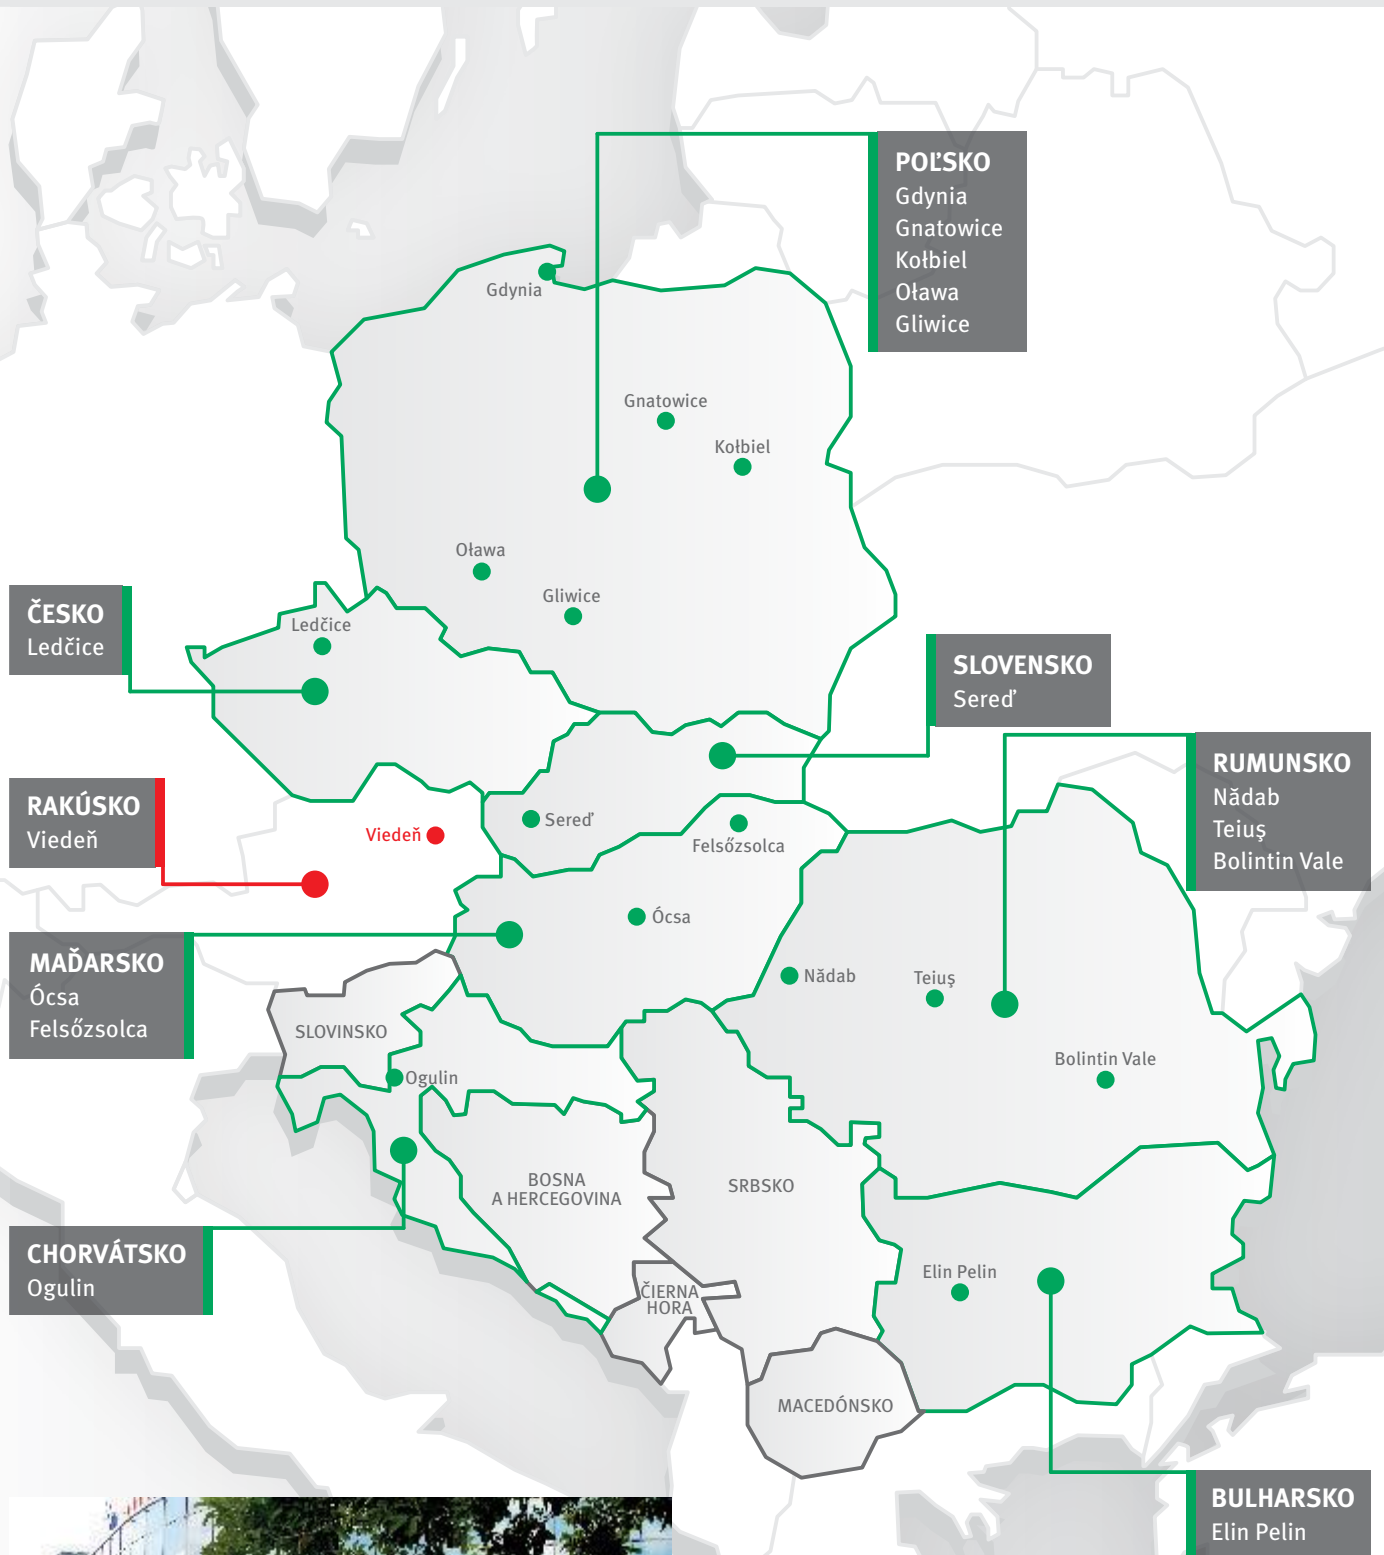 POĽSKO
Gdynia
Gnatowice
Kołbiel
Oława
Gliwice
Gdynia
Gnatowice
Kołbiel
Oława
Gliwice
ČESKO
Ledčice
Ledčice
SLOVENSKO
Sereď
RUMUNSKO
Nădab
Teiuş
Bolintin Vale
RAKÚSKO
Viedeň
Viedeň
Sereď
Felsőzsolca
Ócsa
MAĎARSKO
Ócsa
Felsőzsolca
Nădab
Teiuş
SLOVINSKO
Ogulin
Bolintin Vale
BOSNA
A HERCEGOVINA
SRBSKO
CHORVÁTSKO
Ogulin
Elin Pelin
ČIERNA
HORA
MACEDÓNSKO
BULHARSKO
Elin Pelin